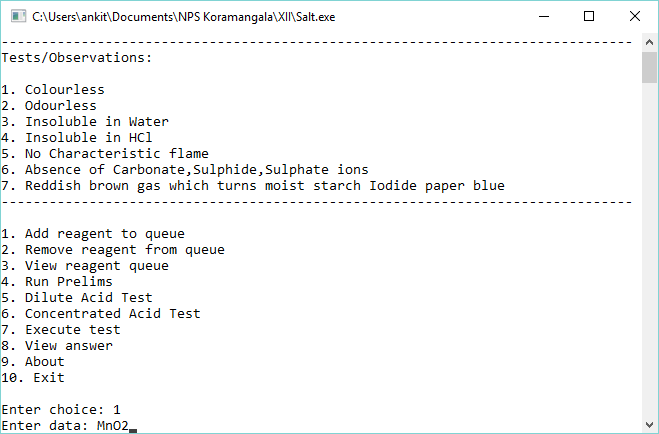 C:\Users\ankit\Documents\NPS Koramangala\XII\Salt.exe
-------------------------------------------------------------------------------
Tests/Observations:
1. Colourless
2. Odourless
3. Insoluble in Water
4. Insoluble in HCl
5. No Characteristic flame
6. Absence of Carbonate,Sulphide,Sulphate ions
7. Reddish brown gas which turns moist starch Iodide paper blue
-------------------------------------------------------------------------------
1. Add reagent to queue
2. Remove reagent from queue
3. View reagent queue
4. Run Prelims
5. Dilute Acid Test
6. Concentrated Acid Test
7. Execute test
8. View answer
9. About
10. Exit
Enter choice: 1
Enter data: MnO2